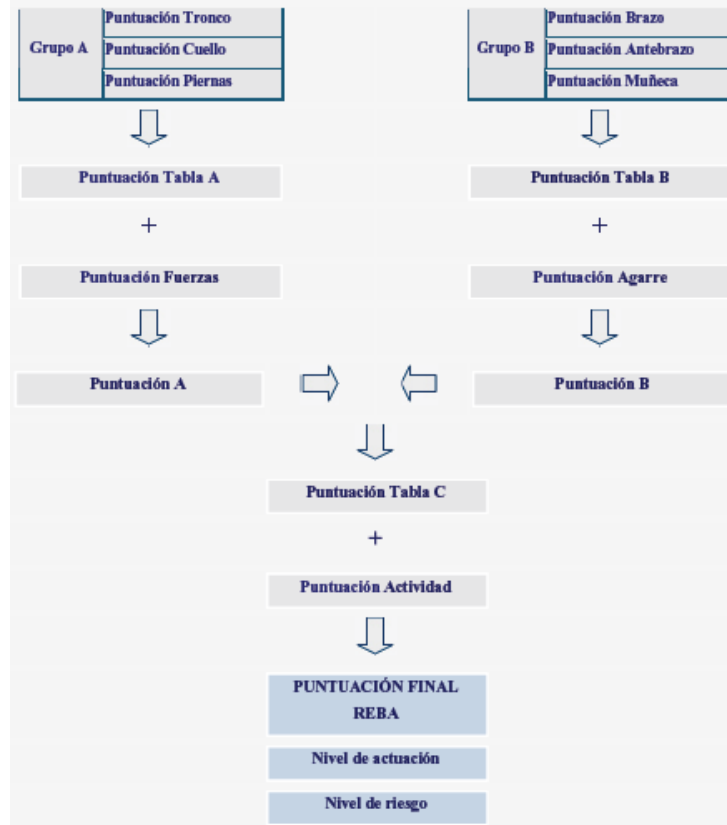 Grupo A
Puntuación Tronco
Puntuación Cuello
Puntuación Piernas
Grupo B
Puntuación Brazo
Puntuación Antebrazo
Puntuación Muñeca
Puntuación Tabla A
Puntuación Tabla B
+
+
Puntuación Fuerzas
Puntuación Agarre
Puntuación A
Puntuación B
Puntuación Tabla C
+
Puntuación Actividad
PUNTUACIÓN FINAL
REBA
Nivel de actuación
Nivel de riesgo